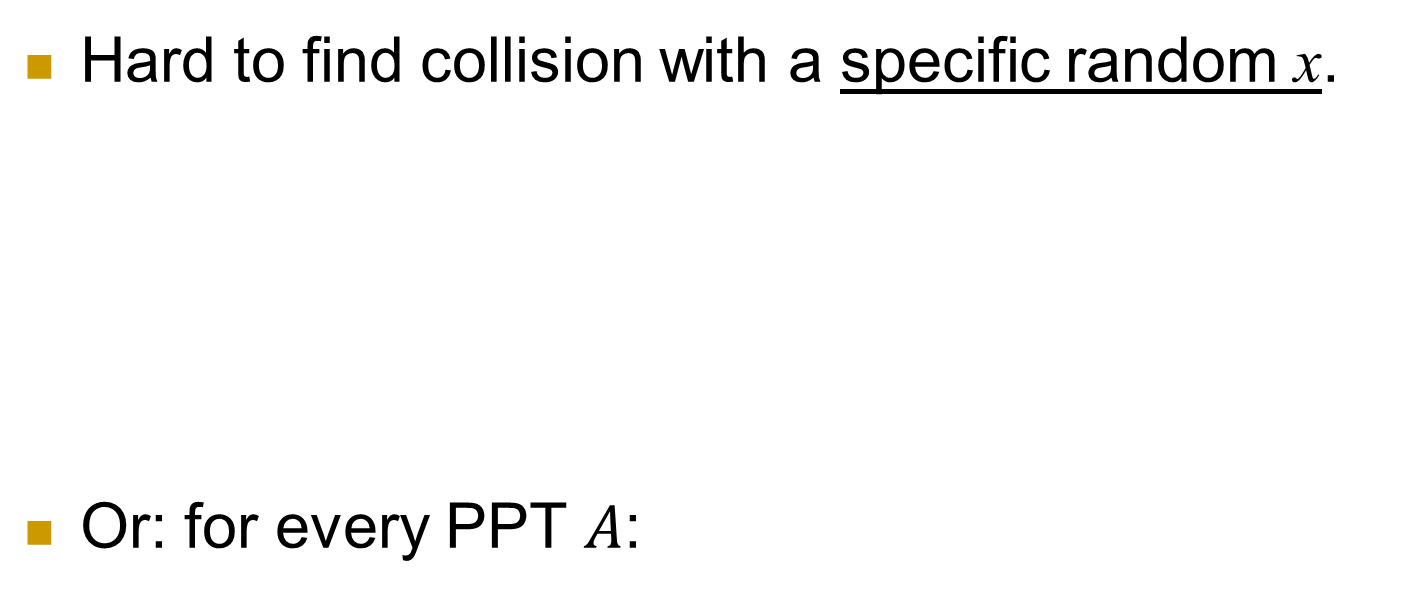 Hard to find collision with a specific random x.
Or: for every PPT A: